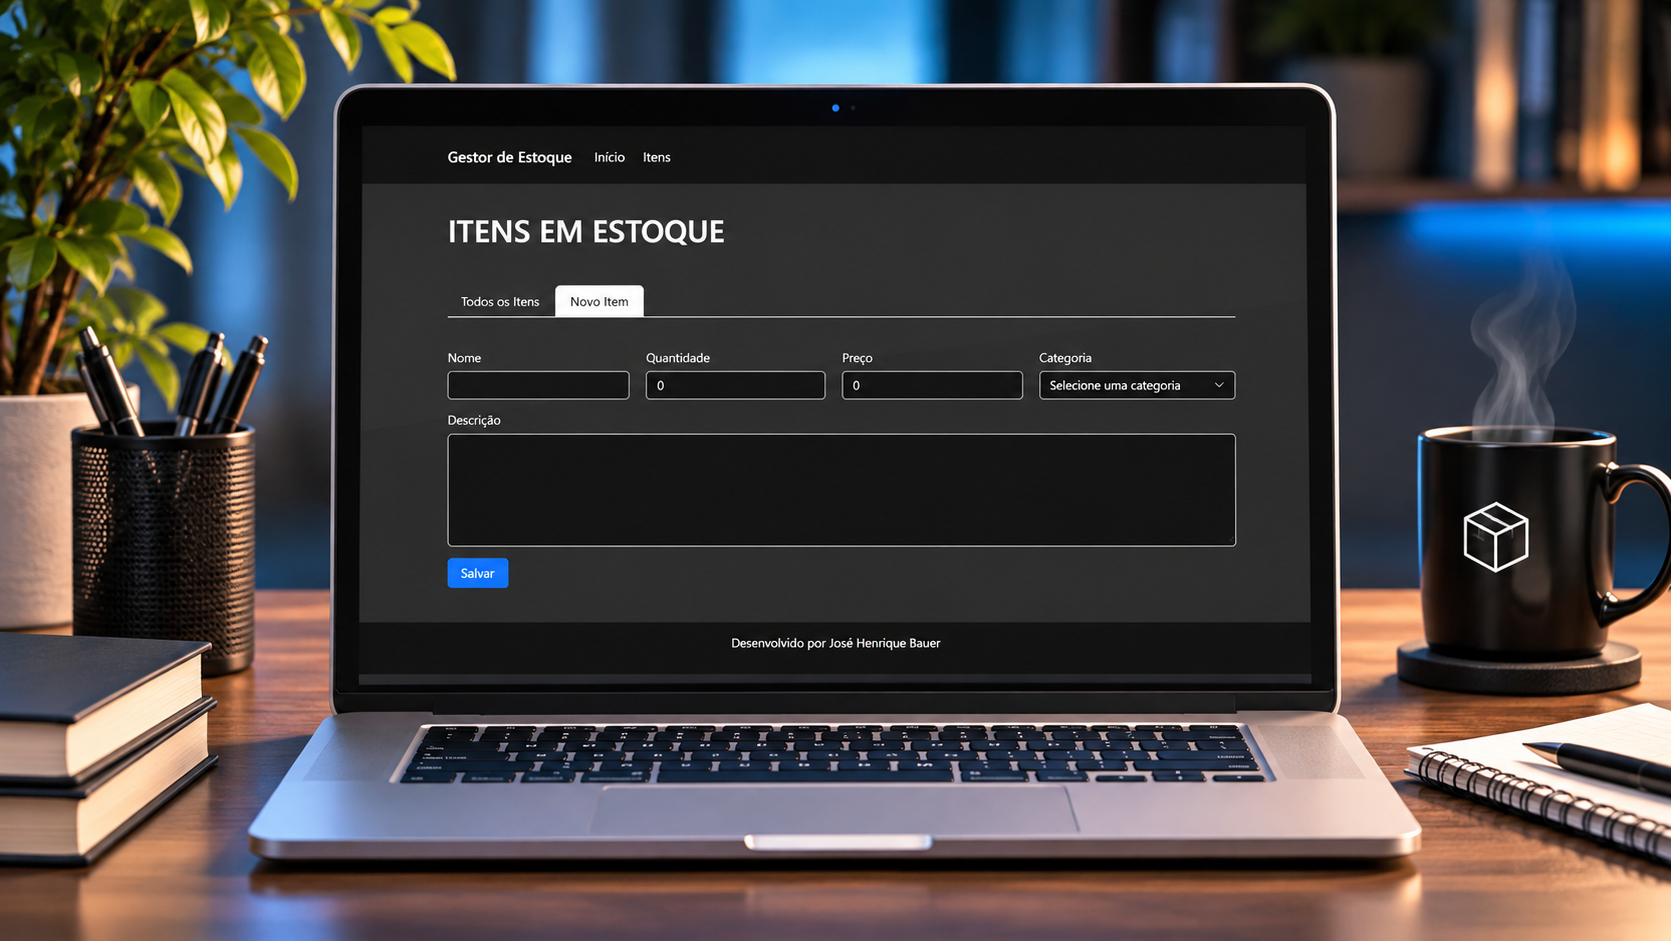 Gestor de Estoque Início Itens
ITENS EM ESTOQUE
Todos os Itens Novo Item
Nome Quantidade Preço Categoria
0 0 Selecione uma categoria
Descrição
Salvar
Desenvolvido por José Henrique Bauer